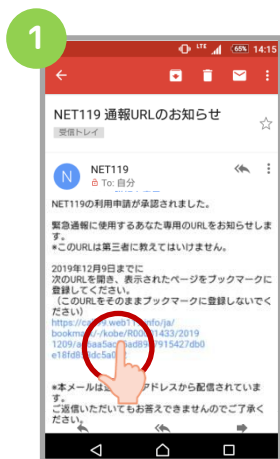 1
LTE 65% 14:15
NET119 通報URLのお知らせ
受信トレイ
N
NET119
To: 自分
NET119の利用申請が承認されました。
緊急通報に使用するあなた専用のURLをお知らせしま
す。
*このURLは第三者に教えてはいけません。
2019年12月9日までに
次のURLを開き、表示されたページをブックマークに
登録してください。
(このURLをそのままブックマークに登録しないでく
ださい)
*本メールは
アドレスから配信されていま
す。
ご返信いただいてもお答えできませんのでご了承く
ださい。